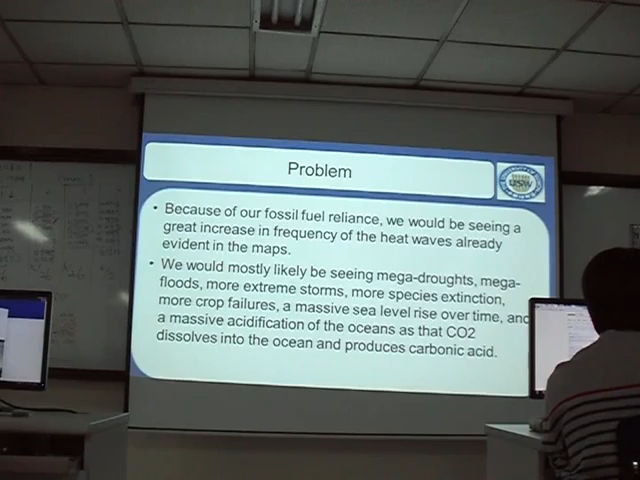 Problem
• Because of our fossil fuel reliance, we would be seeing a
great increase in frequency of the heat waves already
evident in the maps.
• We would mostly likely be seeing mega-droughts, mega-
floods, more extreme storms, more species extinction,
more crop failures, a massive sea level rise over time, and
a massive acidification of the oceans as that CO2
dissolves into the ocean and produces carbonic acid.